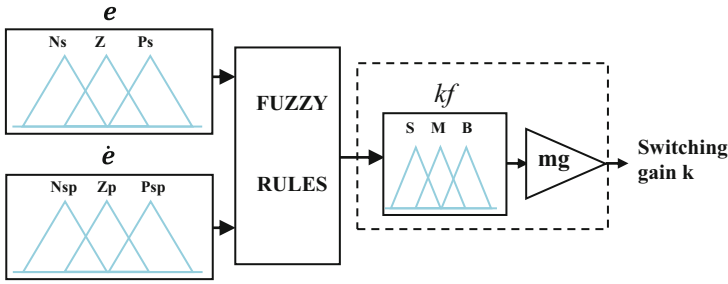 e
Ns Z Ps
ė
Nsp Zp Psp
FUZZY
RULES
kf
S M B
mg
Switching
gain k